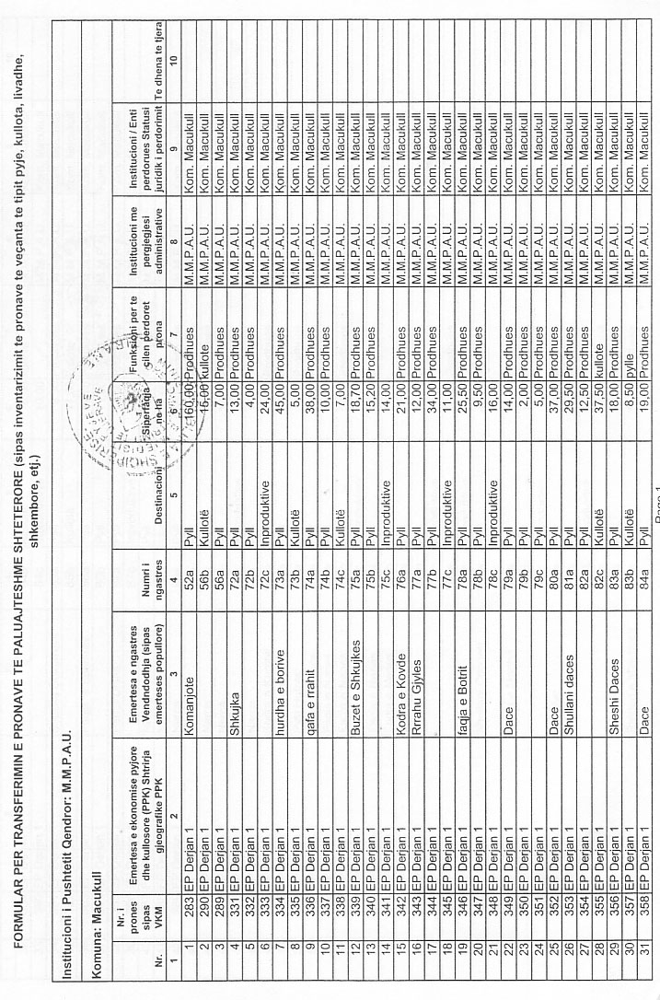 FORMULAR PER TRANSFERIMIN E PRONAVE TE PALUAJTESHME SHTETERORE (sipas inventarizimit te pronave te veçanta te tipit pyje, kullota, livadhe,
shkembore, etj.)
Institucioni i Pushtetit Qendror: M.M.P.A.U.
Komuna: Macukull
Nr. Nr. i prones sipas VKM Emertesa e ekonomise pyjore dhe kullosore (PPK) Shtrirja gjeografike PPK Emertesa e ngastres Vendndodhja (sipas emerteses popullore) Numri i ngastres Destinacioni Siperfaqja ne ha Funksioni per te cilen perdoret prona Institucioni me pergjegjesi administrative Institucioni / Enti perdorues Statusi juridik i perdorimit Te dhena te tjera
1 2 3 4 5 6 7 8 9 10
1 283 EP Derjan 1 Komanjote 52a Pyll 160,00 Prodhues M.M.P.A.U. Kom. Macukull
2 290 EP Derjan 1 56b Kullotë 15,00 kullote M.M.P.A.U. Kom. Macukull
3 289 EP Derjan 1 56a Pyll 7,00 Prodhues M.M.P.A.U. Kom. Macukull
4 331 EP Derjan 1 Shkujka 72a Pyll 13,00 Prodhues M.M.P.A.U. Kom. Macukull
5 332 EP Derjan 1 72b Pyll 4,00 Prodhues M.M.P.A.U. Kom. Macukull
6 333 EP Derjan 1 72c Inproduktive 24,00 M.M.P.A.U. Kom. Macukull
7 334 EP Derjan 1 hurdha e borive 73a Pyll 45,00 Prodhues M.M.P.A.U. Kom. Macukull
8 335 EP Derjan 1 73b Kullotë 5,00 M.M.P.A.U. Kom. Macukull
9 336 EP Derjan 1 qafa e rrahit 74a Pyll 38,00 Prodhues M.M.P.A.U. Kom. Macukull
10 337 EP Derjan 1 74b Pyll 10,00 Prodhues M.M.P.A.U. Kom. Macukull
11 338 EP Derjan 1 74c Kullotë 7,00 M.M.P.A.U. Kom. Macukull
12 339 EP Derjan 1 Buzet e Shkujkes 75a Pyll 18,70 Prodhues M.M.P.A.U. Kom. Macukull
13 340 EP Derjan 1 75b Pyll 15,20 Prodhues M.M.P.A.U. Kom. Macukull
14 341 EP Derjan 1 75c Inproduktive 14,00 M.M.P.A.U. Kom. Macukull
15 342 EP Derjan 1 Kodra e Kovde 76a Pyll 21,00 Prodhues M.M.P.A.U. Kom. Macukull
16 343 EP Derjan 1 Rrrahu Gjyles 77a Pyll 12,00 Prodhues M.M.P.A.U. Kom. Macukull
17 344 EP Derjan 1 77b Pyll 34,00 Prodhues M.M.P.A.U. Kom. Macukull
18 345 EP Derjan 1 77c Inproduktive 11,00 M.M.P.A.U. Kom. Macukull
19 346 EP Derjan 1 faqja e Botrit 78a Pyll 25,50 Prodhues M.M.P.A.U. Kom. Macukull
20 347 EP Derjan 1 78b Pyll 9,50 Prodhues M.M.P.A.U. Kom. Macukull
21 348 EP Derjan 1 78c Inproduktive 16,00 M.M.P.A.U. Kom. Macukull
22 349 EP Derjan 1 Dace 79a Pyll 14,00 Prodhues M.M.P.A.U. Kom. Macukull
23 350 EP Derjan 1 79b Pyll 2,00 Prodhues M.M.P.A.U. Kom. Macukull
24 351 EP Derjan 1 79c Pyll 5,00 Prodhues M.M.P.A.U. Kom. Macukull
25 352 EP Derjan 1 Dace 80a Pyll 37,00 Prodhues M.M.P.A.U. Kom. Macukull
26 353 EP Derjan 1 Shullani daces 81a Pyll 29,50 Prodhues M.M.P.A.U. Kom. Macukull
27 354 EP Derjan 1 82a Pyll 12,50 Prodhues M.M.P.A.U. Kom. Macukull
28 355 EP Derjan 1 82c Kullotë 37,50 kullote M.M.P.A.U. Kom. Macukull
29 356 EP Derjan 1 Sheshi Daces 83a Pyll 18,00 Prodhues M.M.P.A.U. Kom. Macukull
30 357 EP Derjan 1 83b Kullotë 8,50 pylle M.M.P.A.U. Kom. Macukull
31 358 EP Derjan 1 Dace 84a Pyll 19,00 Prodhues M.M.P.A.U. Kom. Macukull
Page 1